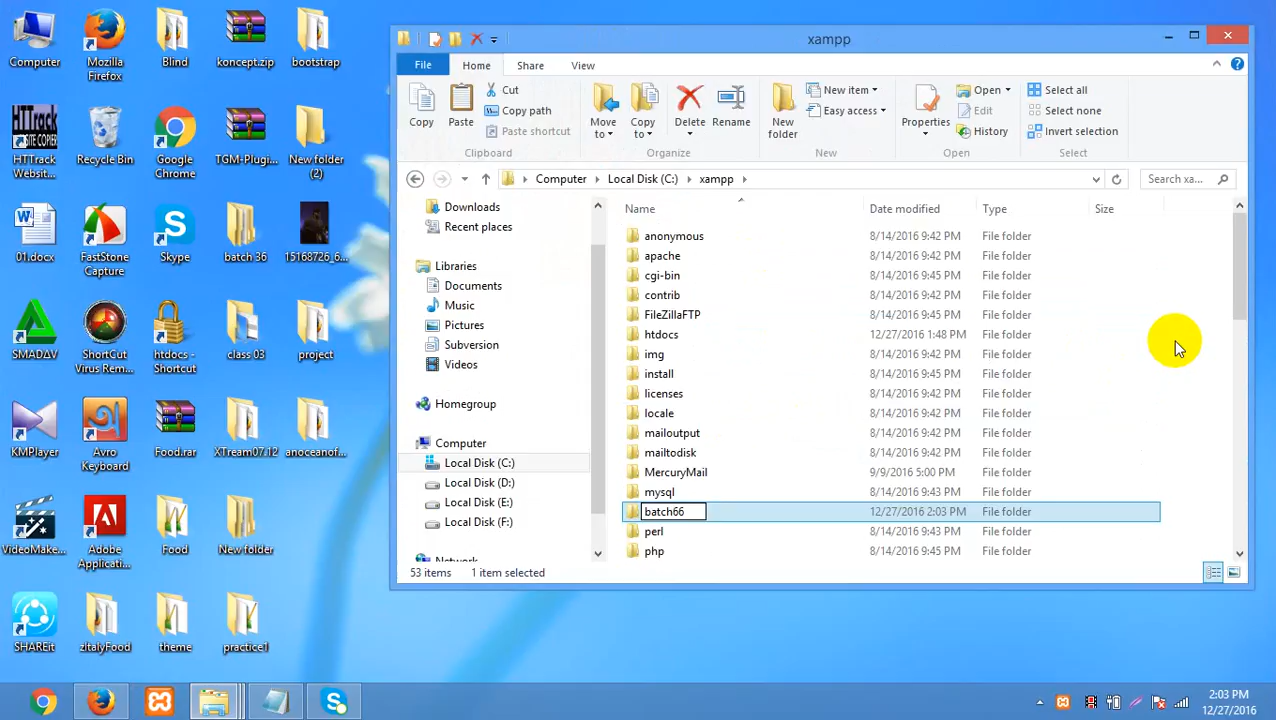 xampp
File
Home
Share
View
Copy
Paste
Cut
Copy path
Paste shortcut
Clipboard
Move to
Copy to
Delete
Rename
Organize
New folder
New item
Easy access
New
Properties
Open
Edit
History
Open
Select all
Select none
Invert selection
Select
Computer
Local Disk (C:)
xampp
Search xa...
Name
Date modified
Type
Size
Downloads
Recent places
Libraries
Documents
Music
Pictures
Subversion
Videos
Homegroup
Computer
Local Disk (C:)
Local Disk (D:)
Local Disk (E:)
Local Disk (F:)
Network
anonymous 8/14/2016 9:42 PM File folder
apache 8/14/2016 9:42 PM File folder
cgi-bin 8/14/2016 9:45 PM File folder
contrib 8/14/2016 9:42 PM File folder
FileZillaFTP 8/14/2016 9:45 PM File folder
htdocs 12/27/2016 1:48 PM File folder
img 8/14/2016 9:42 PM File folder
install 8/14/2016 9:45 PM File folder
licenses 8/14/2016 9:42 PM File folder
locale 8/14/2016 9:42 PM File folder
mailoutput 8/14/2016 9:42 PM File folder
mailtodisk 8/14/2016 9:42 PM File folder
MercuryMail 9/9/2016 5:00 PM File folder
mysql 8/14/2016 9:43 PM File folder
batch66 12/27/2016 2:03 PM File folder
perl 8/14/2016 9:43 PM File folder
php 8/14/2016 9:45 PM File folder
53 items 1 item selected
Computer
Mozilla Firefox
Blind
koncept.zip
bootstrap
HTTrack
SITE COPIER
HTTrack Websit...
Recycle Bin
Google Chrome
TGM-Plugi...
New folder (2)
01.docx
FastStone Capture
Skype
batch 36
15168726_6...
SMADΔV
ShortCut Virus Rem...
htdocs - Shortcut
class 03
project
KMPlayer
Avro Keyboard
Food.rar
XTream07.12
anoceanof...
VideoMake...
Adobe Applicati...
Food
New folder
SHAREit
zitalyFood
theme
practice1
2:03 PM
12/27/2016